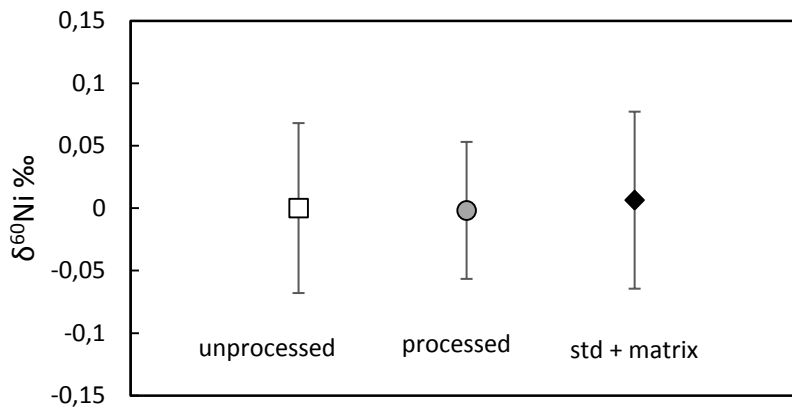 0,15
0,1
0,05
0
-0,05
-0,1
-0,15
δ⁶⁰Ni ‰
unprocessed
processed
std + matrix